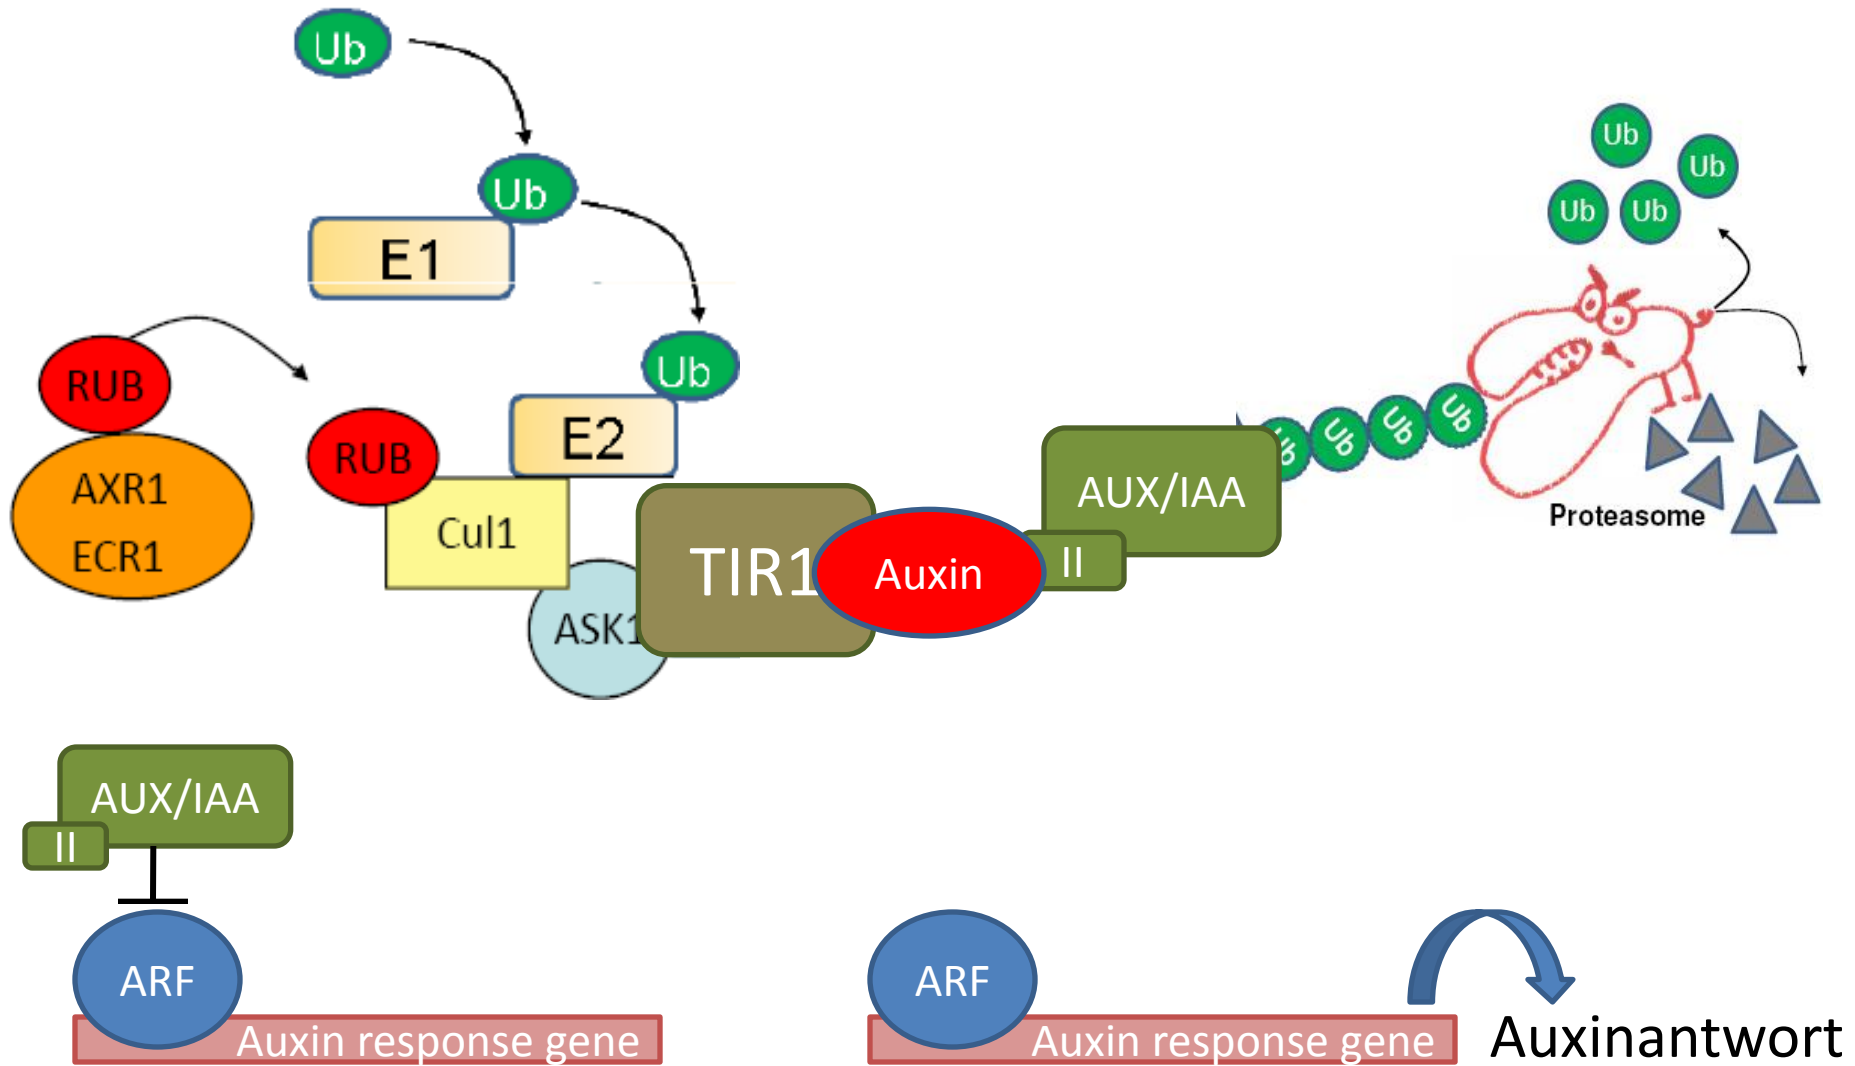 Ub
Ub
E1
Ub
E2
RUB
AXR1
ECR1
RUB
Cul1
ASK1
TIR1
Auxin
II
AUX/IAA
Ub
Ub
Ub
Ub
Ub
Ub
Ub
Ub
Proteasome
AUX/IAA
II
ARF
Auxin response gene
ARF
Auxin response gene
Auxinantwort